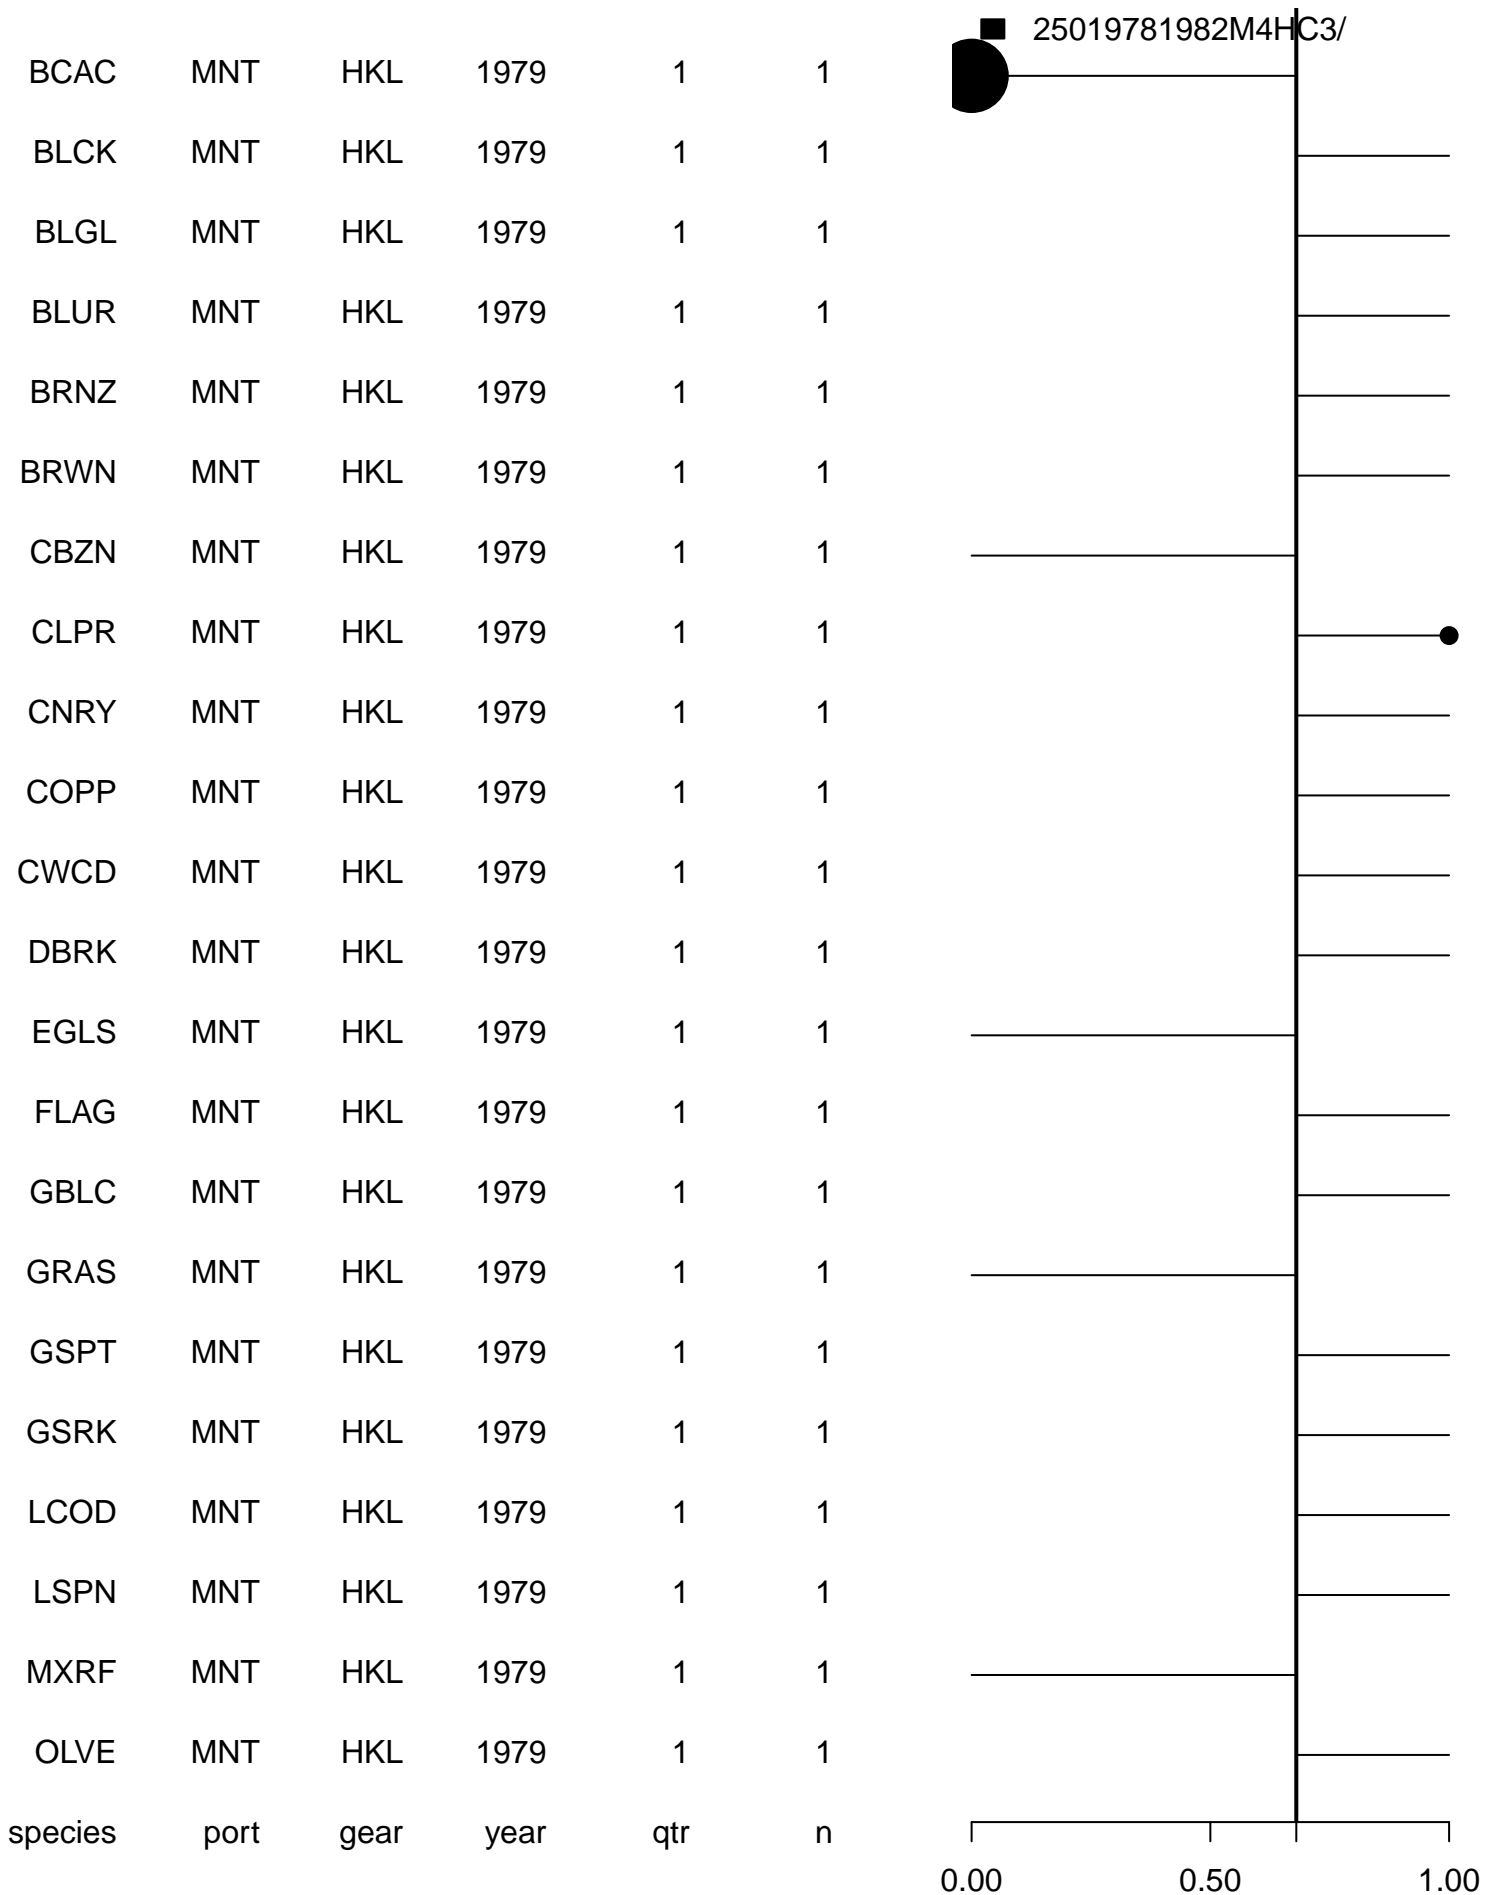 25019781982M4HC3/
BCAC MNT HKL 1979 1 1
BLCK MNT HKL 1979 1 1
BLGL MNT HKL 1979 1 1
BLUR MNT HKL 1979 1 1
BRNZ MNT HKL 1979 1 1
BRWN MNT HKL 1979 1 1
CBZN MNT HKL 1979 1 1
CLPR MNT HKL 1979 1 1
CNRY MNT HKL 1979 1 1
COPP MNT HKL 1979 1 1
CWCD MNT HKL 1979 1 1
DBRK MNT HKL 1979 1 1
EGLS MNT HKL 1979 1 1
FLAG MNT HKL 1979 1 1
GBLC MNT HKL 1979 1 1
GRAS MNT HKL 1979 1 1
GSPT MNT HKL 1979 1 1
GSRK MNT HKL 1979 1 1
LCOD MNT HKL 1979 1 1
LSPN MNT HKL 1979 1 1
MXRF MNT HKL 1979 1 1
OLVE MNT HKL 1979 1 1
species port gear year qtr n
0.00 0.50 1.00